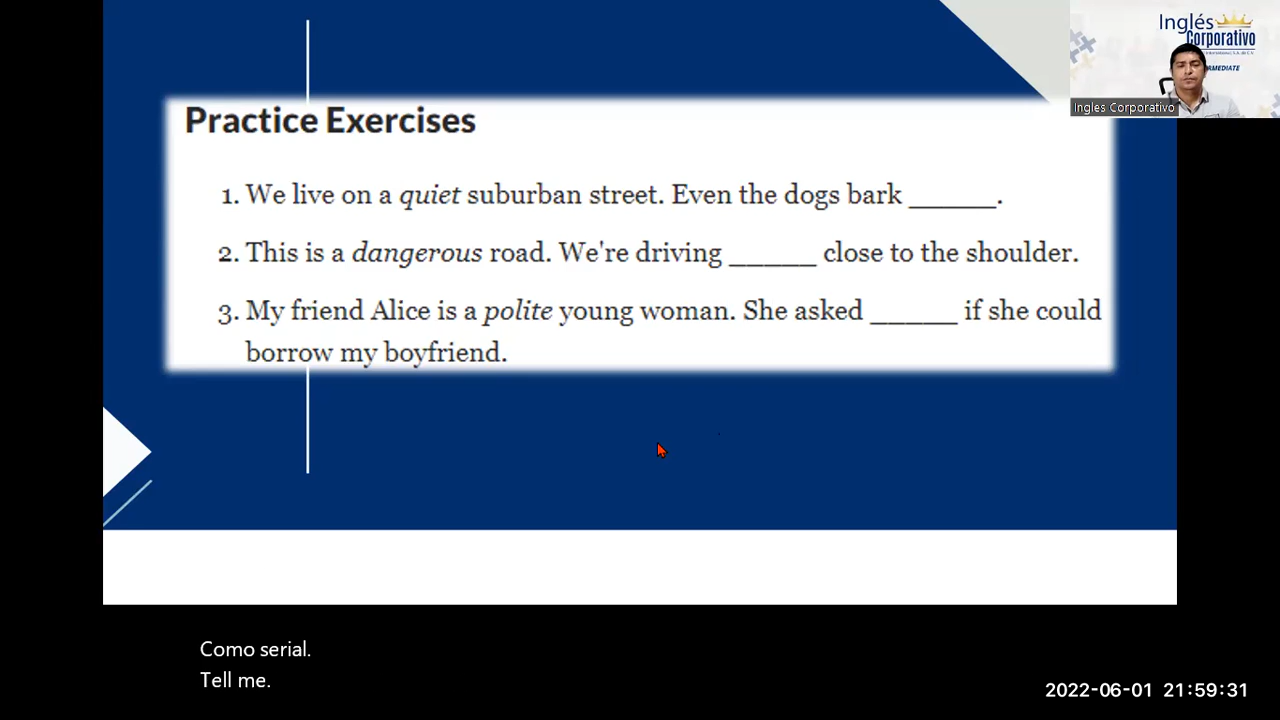 Inglés
Corporativo
Ingles Corporativo
Practice Exercises
1. We live on a quiet suburban street. Even the dogs bark ______.
2. This is a dangerous road. We're driving ______ close to the shoulder.
3. My friend Alice is a polite young woman. She asked ______ if she could
borrow my boyfriend.
Como serial.
Tell me.
2022-06-01 21:59:31